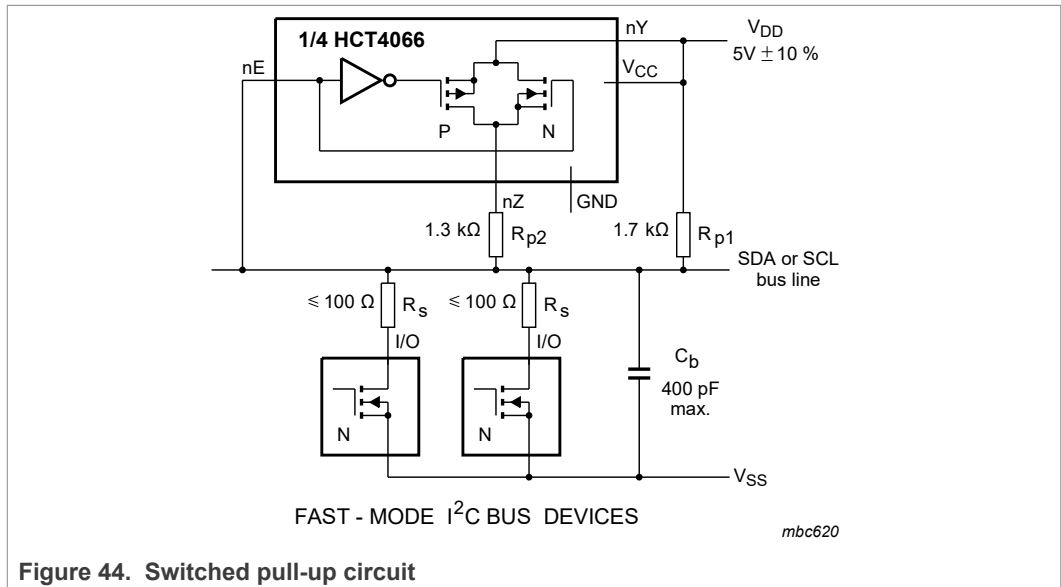 1/4 HCT4066
nY
V_DD
5V ± 10 %
nE
V_CC
P
N
nZ
GND
1.3 kΩ
R_p2
1.7 kΩ
R_p1
SDA or SCL
bus line
≤ 100 Ω
R_s
≤ 100 Ω
R_s
I/O
I/O
C_b
400 pF
max.
N
N
V_SS
FAST - MODE I²C BUS DEVICES
mbc620
Figure 44. Switched pull-up circuit